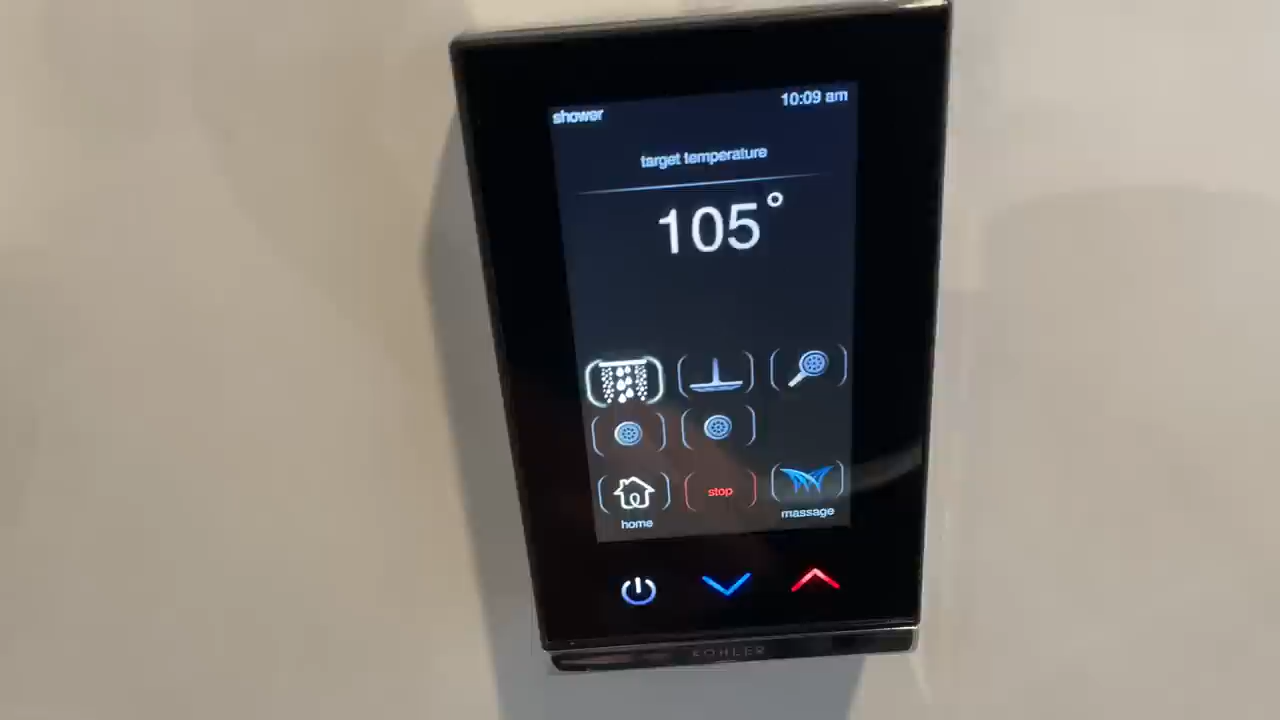 shower
10:09 am
target temperature
105°
stop
home
massage
KOHLER